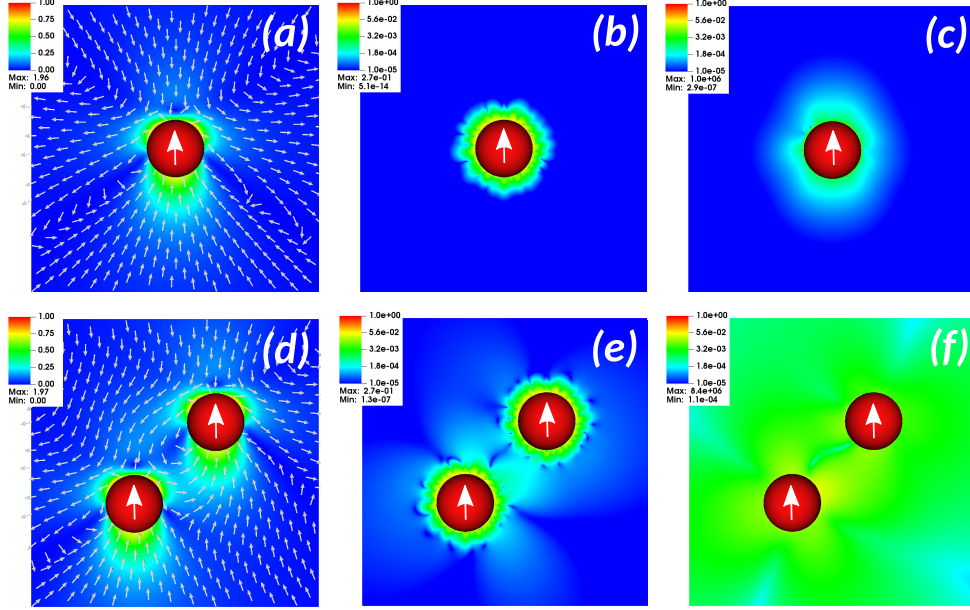 1.00
0.75
0.50
0.25
0.00
Max: 1.96
Min: 0.00
(a)
1.0e+00
5.6e-02
3.2e-03
1.8e-04
1.0e-05
Max: 2.7e-01
Min: 5.1e-14
(b)
1.0e+00
5.6e-02
3.2e-03
1.8e-04
1.0e-05
Max: 1.0e+06
Min: 2.9e-07
(c)
1.00
0.75
0.50
0.25
0.00
Max: 1.97
Min: 0.00
(d)
1.0e+00
5.6e-02
3.2e-03
1.8e-04
1.0e-05
Max: 2.7e-01
Min: 1.3e-07
(e)
1.0e+00
5.6e-02
3.2e-03
1.8e-04
1.0e-05
Max: 8.4e+06
Min: 1.1e-04
(f)